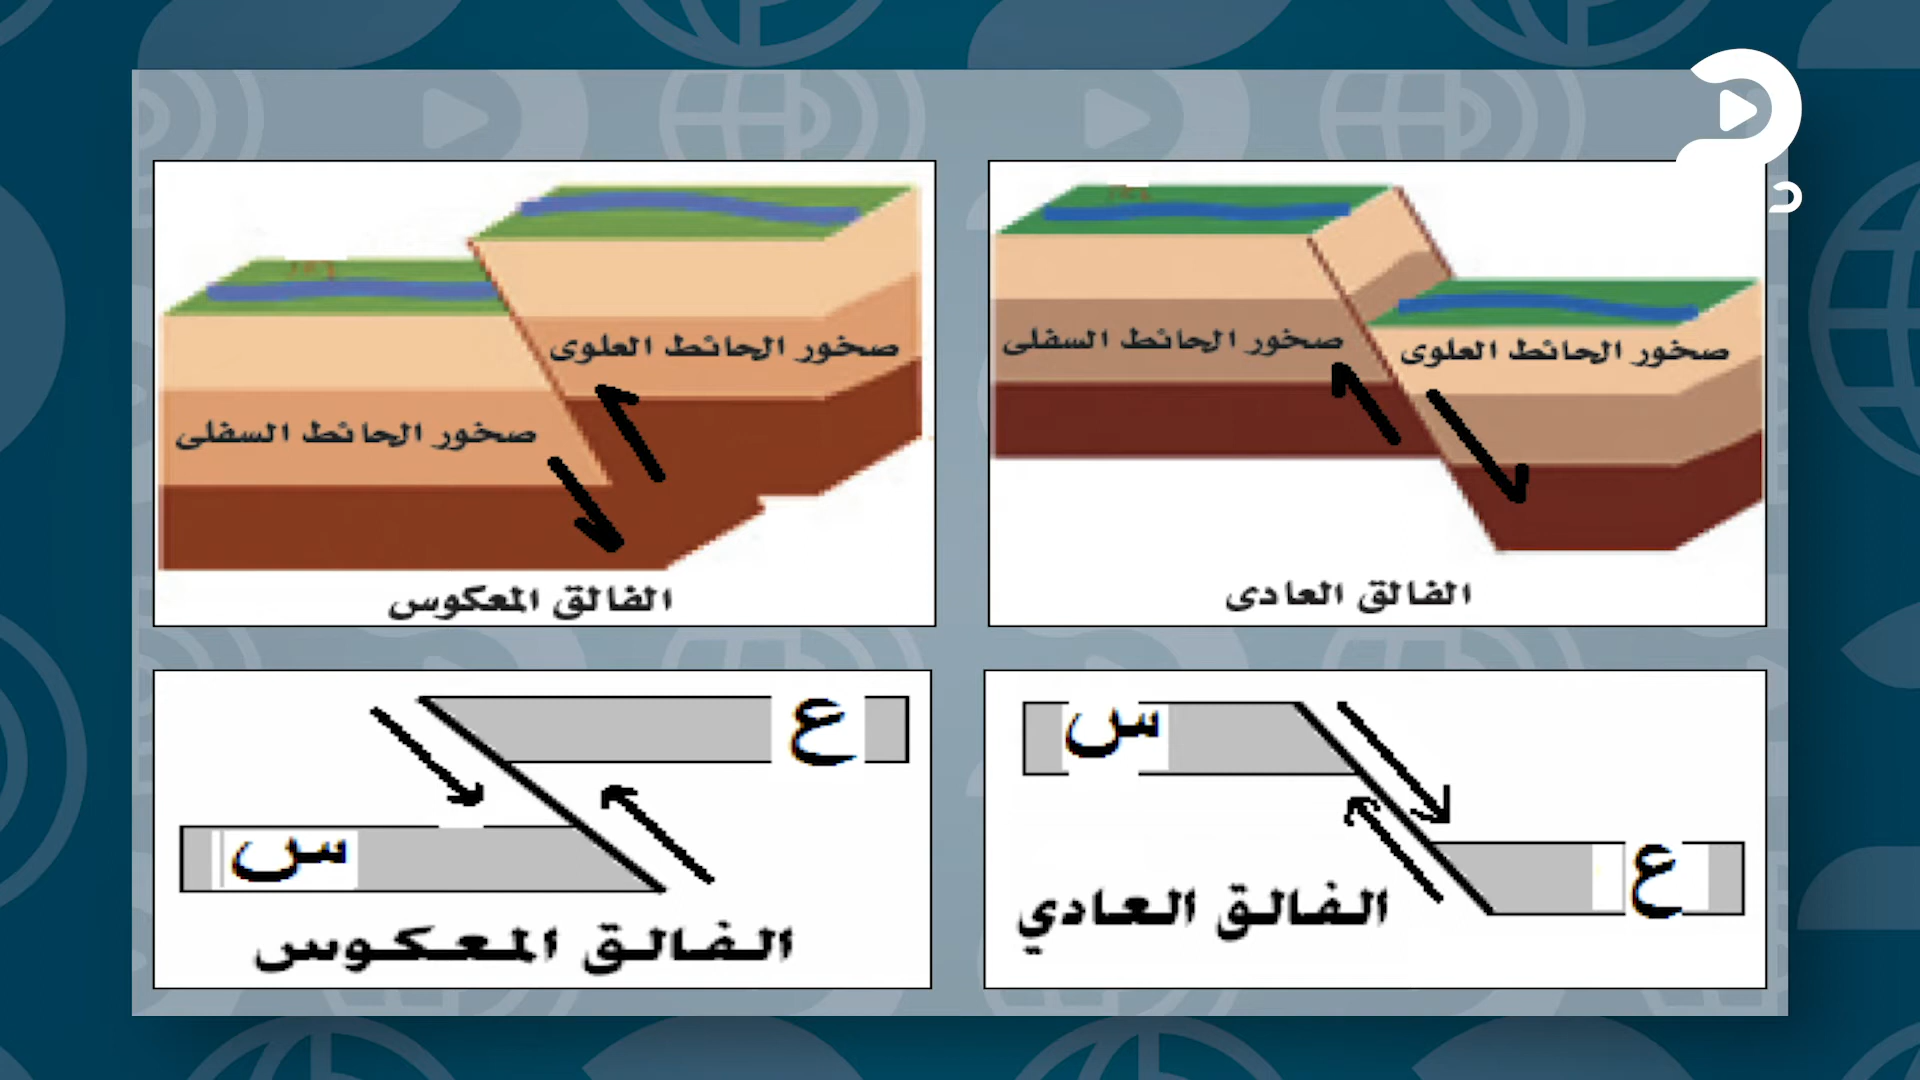 صخور الحائط السفلى
صخور الحائط العلوى
الفالق العادى
صخور الحائط العلوى
صخور الحائط السفلى
الفالق المعكوس
س
ع
الفالق العادي
ع
س
الفالق المعكوس